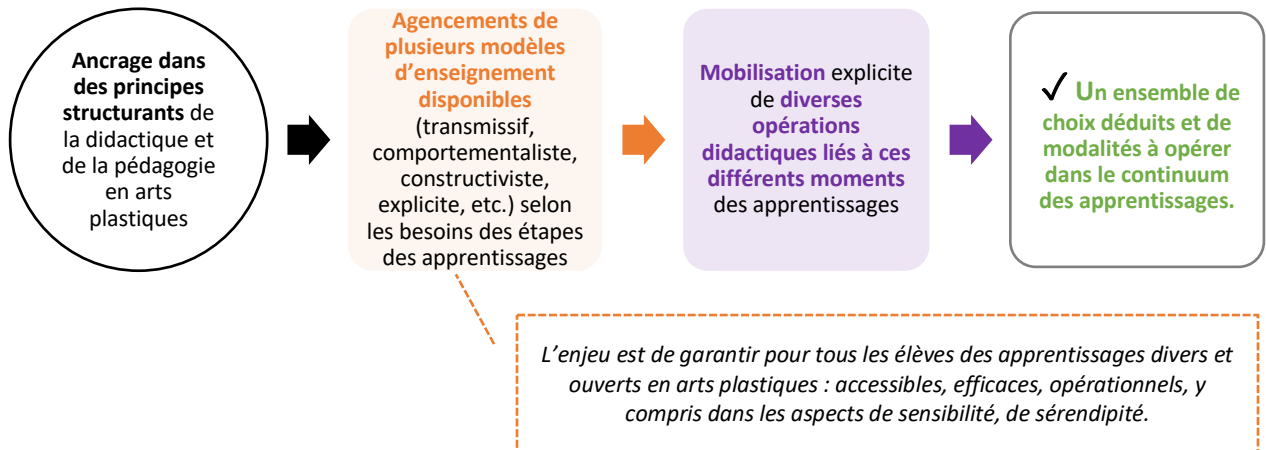 Ancrage dans
des principes
structurants de
la didactique et
de la pédagogie
en arts
plastiques
Agencements de
plusieurs modèles
d’enseignement
disponibles
(transmissif,
comportementaliste,
constructiviste,
explicite, etc.) selon
les besoins des étapes
des apprentissages
Mobilisation explicite
de diverses
opérations
didactiques liés à ces
différents moments
des apprentissages
✓ Un ensemble de
choix déduits et de
modalités à opérer
dans le continuum
des apprentissages.
L’enjeu est de garantir pour tous les élèves des apprentissages divers et
ouverts en arts plastiques : accessibles, efficaces, opérationnels, y
compris dans les aspects de sensibilité, de sérendipité.